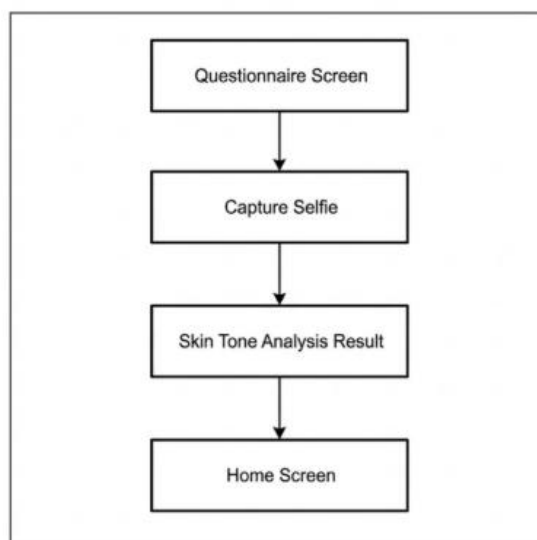 Questionnaire Screen
Capture Selfie
Skin Tone Analysis Result
Home Screen